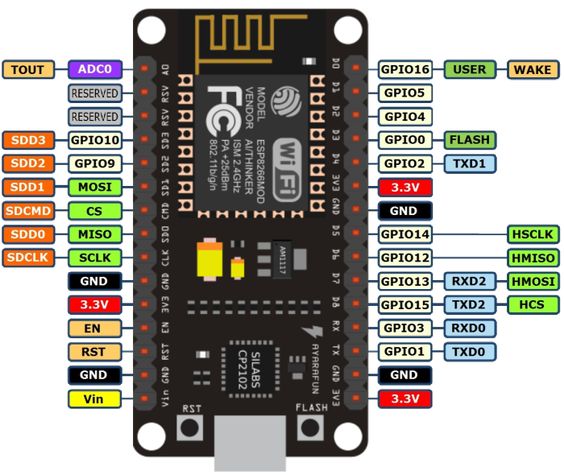 TOUT ADC0
RESERVED
RESERVED
SDD3 GPIO10
SDD2 GPIO9
SDD1 MOSI
SDCMD CS
SDD0 MISO
SDCLK SCLK
GND
3.3V
EN
RST
GND
Vin
A0
RSV
RSV
SD3
SD2
SD1
CMD
SD0
CLK
GND
3V3
EN
RST
GND
Vin
MODEL
VENDOR
ESP8266MOD
AI/THINKER
ISM 2.4GHz
PA +25dBm
802.11b/g/n
FC
Wi Fi
AM1117
SILABS
CP2102
AYARAFUN
RST
FLASH
D0
D1
D2
D3
D4
3V3
GND
D5
D6
D7
D8
RX
TX
GND
3V3
GPIO16 USER WAKE
GPIO5
GPIO4
GPIO0 FLASH
GPIO2 TXD1
3.3V
GND
GPIO14 HSCLK
GPIO12 HMISO
GPIO13 RXD2 HMOSI
GPIO15 TXD2 HCS
GPIO3 RXD0
GPIO1 TXD0
GND
3.3V